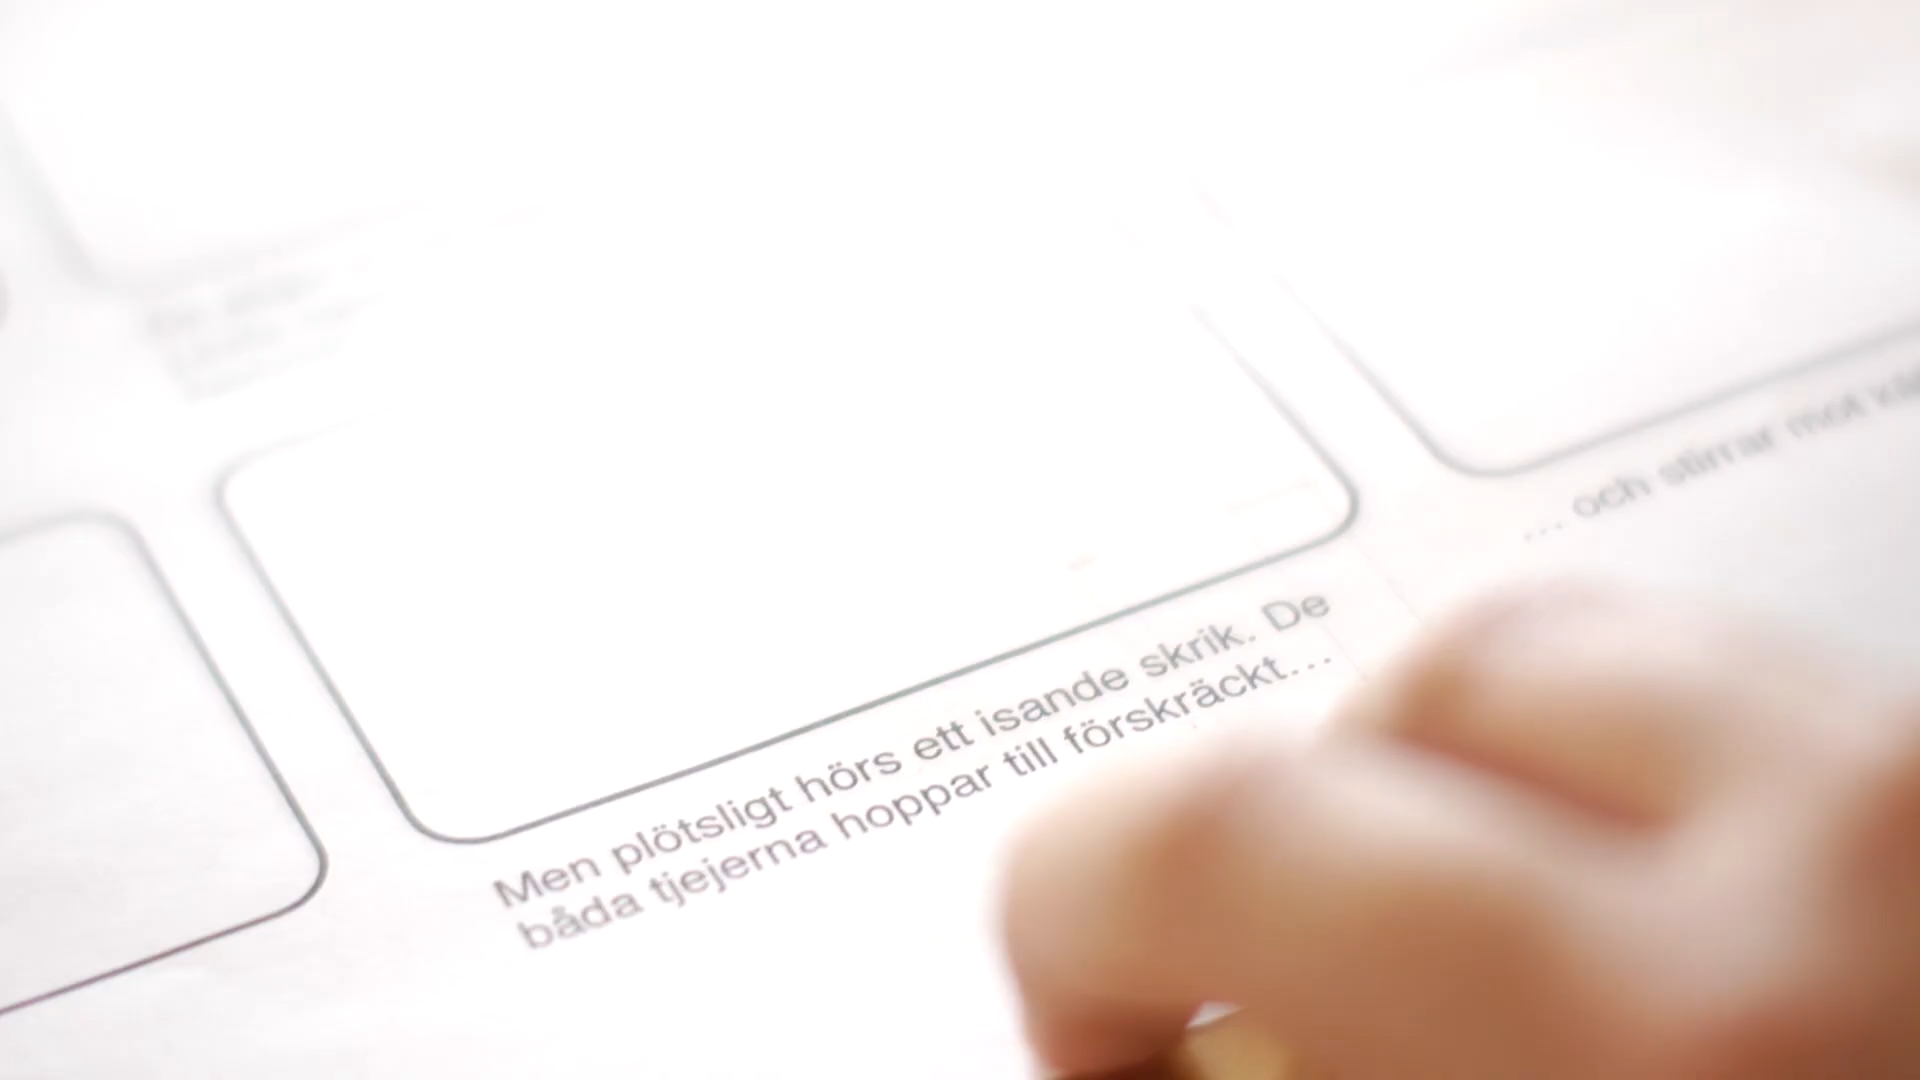 Men plötsligt hörs ett isande skrik. De
båda tjejerna hoppar till förskräckt...
... och stirrar mot